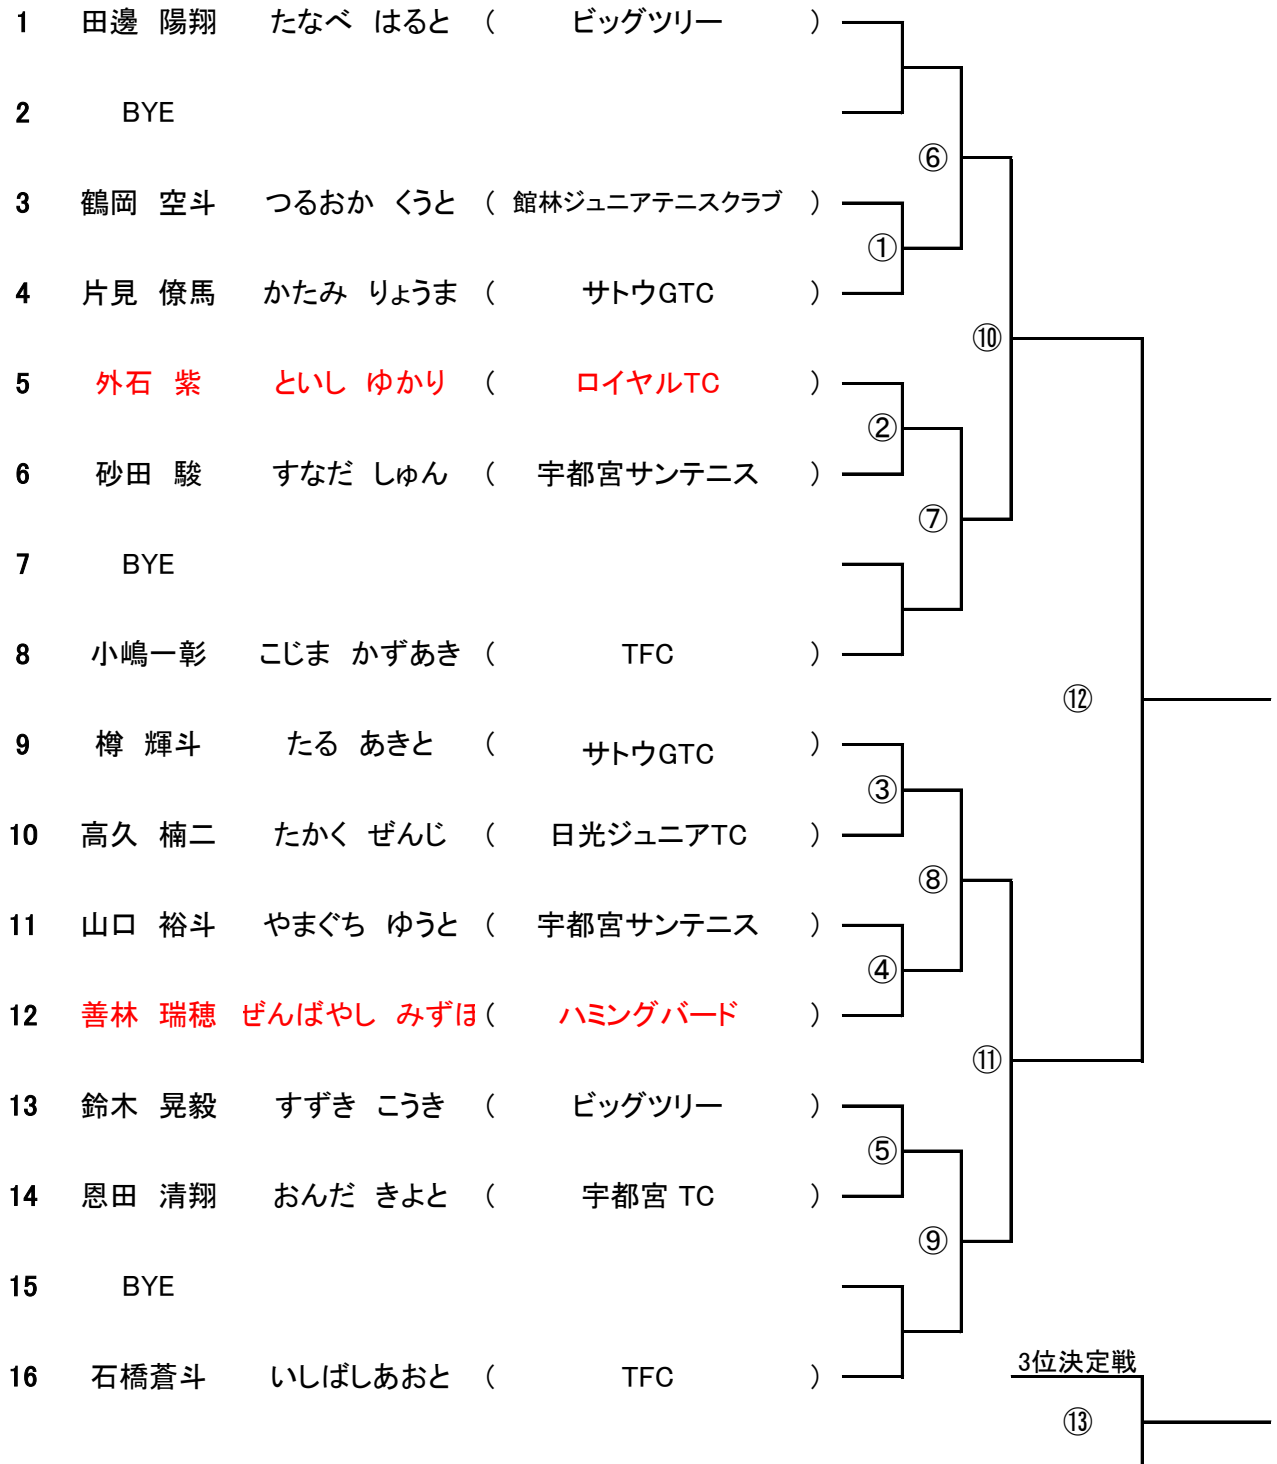 1 田邊 陽翔 たなべ はると ( ビッグツリー )
2 BYE
⑥
3 鶴岡 空斗 つるおか くうと ( 館林ジュニアテニスクラブ )
①
4 片見 僚馬 かたみ りょうま ( サトウGTC )
⑩
5 外石 紫 といし ゆかり ( ロイヤルTC )
②
6 砂田 駿 すなだ しゅん ( 宇都宮サンテニス )
⑦
7 BYE
8 小嶋一彰 こじま かずあき ( TFC )
⑫
9 樽 輝斗 たる あきと ( サトウGTC )
③
10 高久 楠二 たかく ぜんじ ( 日光ジュニアTC )
⑧
11 山口 裕斗 やまぐち ゆうと ( 宇都宮サンテニス )
④
12 善林 瑞穂 ぜんばやし みずほ ( ハミングバード )
⑪
13 鈴木 晃毅 すずき こうき ( ビッグツリー )
⑤
14 恩田 清翔 おんだ きよと ( 宇都宮 TC )
⑨
15 BYE
3位決定戦
16 石橋蒼斗 いしばしあおと ( TFC )
⑬